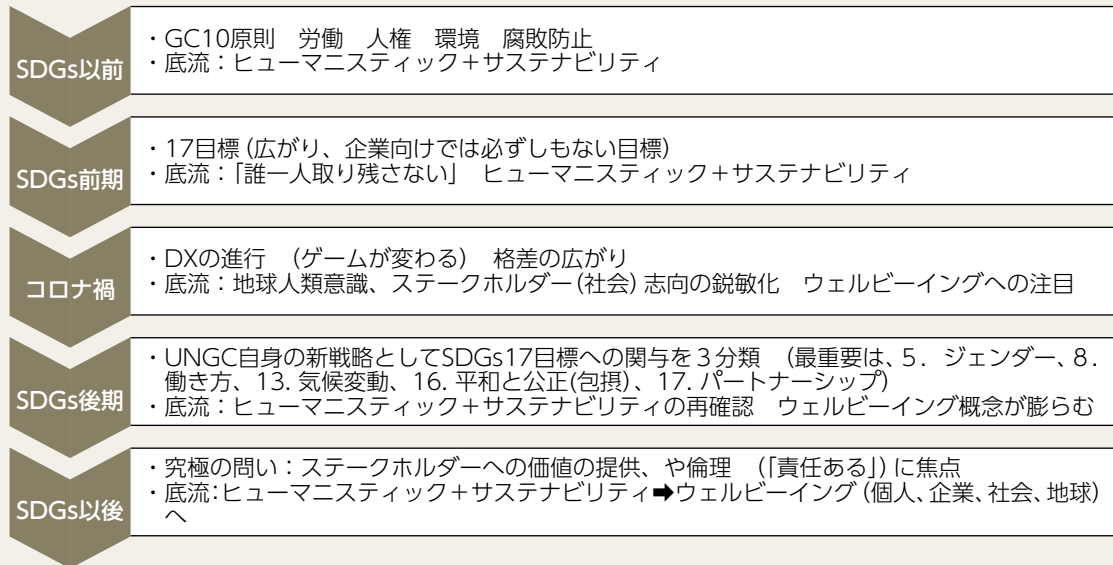 SDGs以前
・GC10原則　労働　人権　環境　腐敗防止
・底流：ヒューマニスティック＋サステナビリティ
SDGs前期
・17目標（広がり、企業向けでは必ずしもない目標）
・底流：「誰一人取り残さない」　ヒューマニスティック＋サステナビリティ
コロナ禍
・DXの進行　（ゲームが変わる）　格差の広がり
・底流：地球人類意識、ステークホルダー（社会）志向の鋭敏化　ウェルビーイングへの注目
SDGs後期
・UNGC自身の新戦略としてSDGs17目標への関与を３分類　（最重要は、５．ジェンダー、８．
働き方、13. 気候変動、16. 平和と公正(包摂)、17. パートナーシップ）
・底流：ヒューマニスティック＋サステナビリティの再確認　ウェルビーイング概念が膨らむ
SDGs以後
・究極の問い：ステークホルダーへの価値の提供、や倫理　（「責任ある」）に焦点
・底流：ヒューマニスティック＋サステナビリティ➡ウェルビーイング（個人、企業、社会、地球）
へ